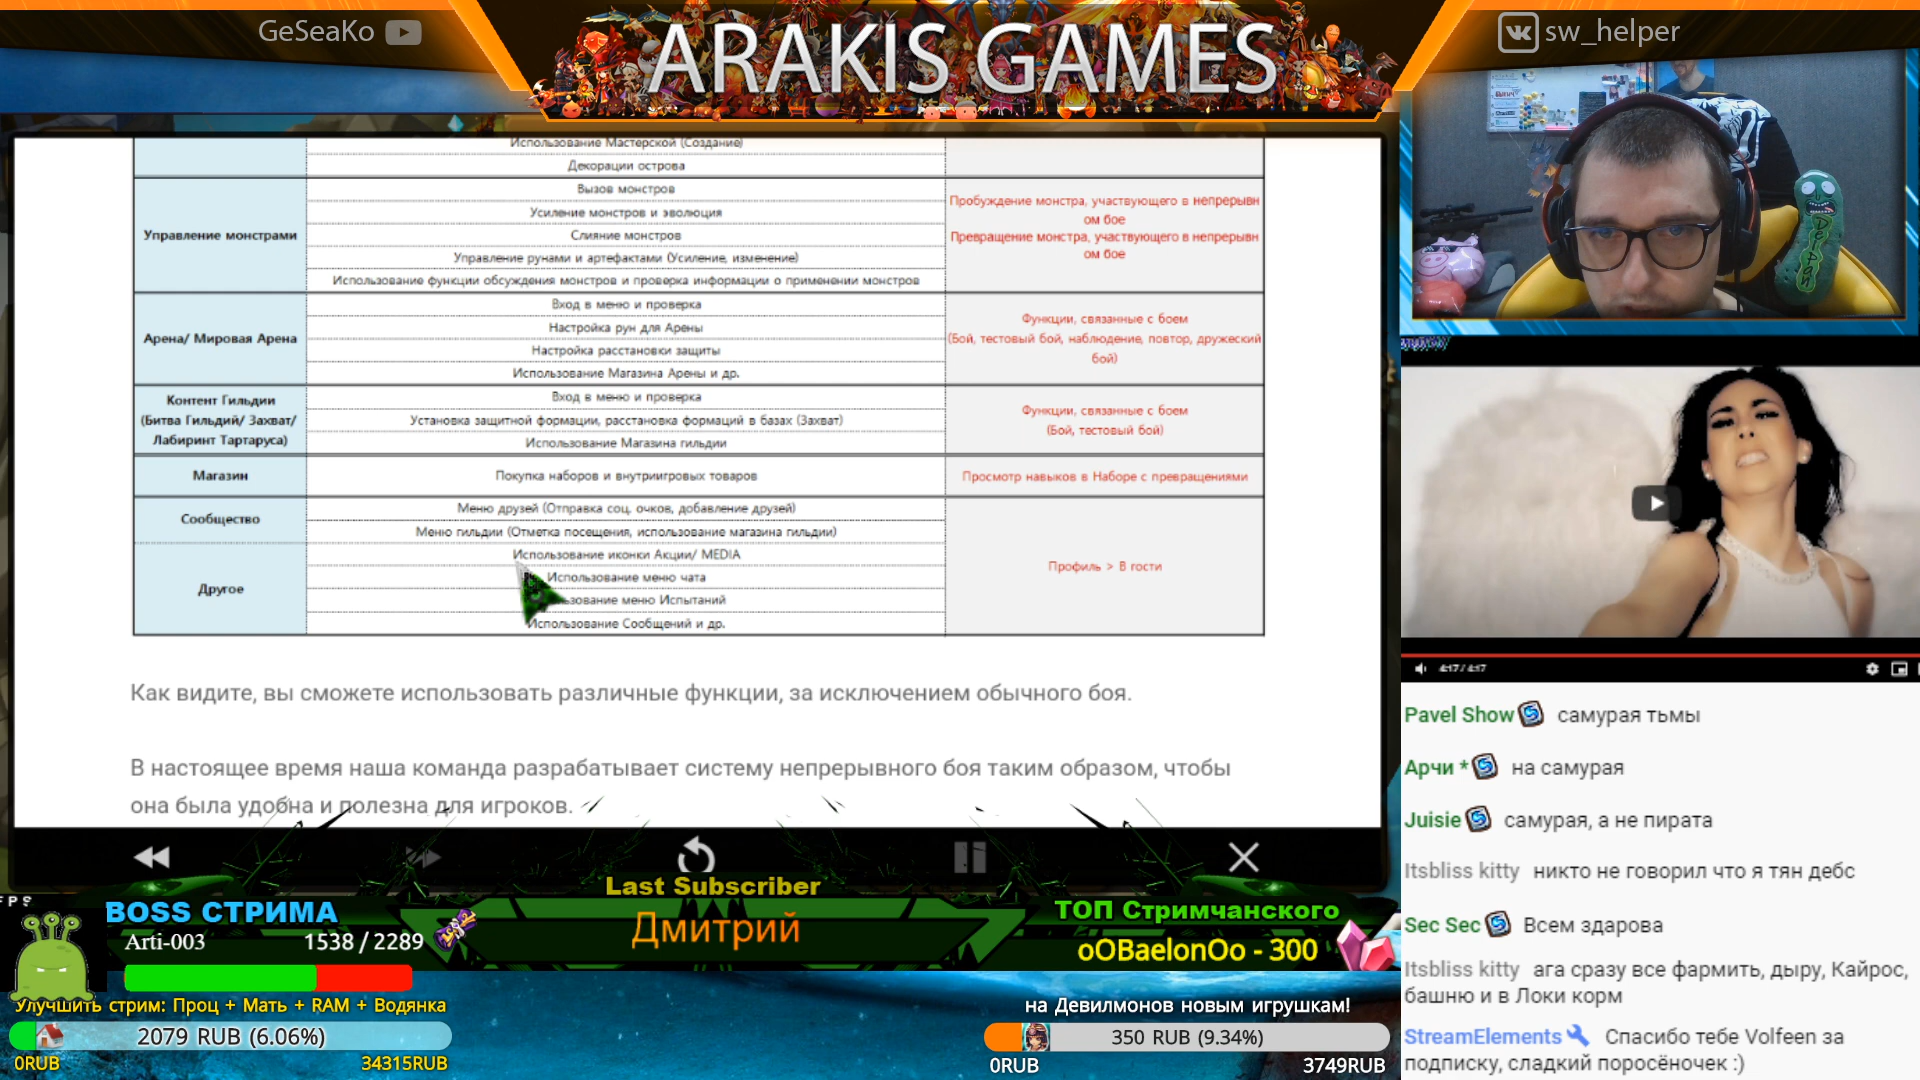 GeSeaKo
ARAKIS GAMES
sw_helper
Использование Мастерской (Создание)
Декорации острова
Управление монстрами
Вызов монстров
Усиление монстров и эволюция
Слияние монстров
Управление рунами и артефактами (Усиление, изменение)
Использование функции обсуждения монстров и проверка информации о применении монстров
Пробуждение монстра, участвующего в непрерывн
ом бое
Превращение монстра, участвующего в непрерывн
ом бое
Арена/ Мировая Арена
Вход в меню и проверка
Настройка рун для Арены
Настройка расстановки защиты
Использование Магазина Арены и др.
Функции, связанные с боем
(Бой, тестовый бой, наблюдение, повтор, дружеский
бой)
Контент Гильдии
(Битва Гильдий/ Захват/
Лабиринт Тартаруса)
Вход в меню и проверка
Установка защитной формации, расстановка формаций в базах (Захват)
Использование Магазина гильдии
Функции, связанные с боем
(Бой, тестовый бой)
Магазин
Покупка наборов и внутриигровых товаров
Просмотр навыков в Наборе с превращениями
Сообщество
Меню друзей (Отправка соц. очков, добавление друзей)
Меню гильдии (Отметка посещения, использование магазина гильдии)
Другое
Использование иконки Акции/ MEDIA
Использование меню чата
зование меню Испытаний
Использование Сообщений и др.
Профиль > В гости
Как видите, вы сможете использовать различные функции, за исключением обычного боя.
В настоящее время наша команда разрабатывает систему непрерывного боя таким образом, чтобы
она была удобна и полезна для игроков.
4:17 / 4:17
Pavel Show самурая тьмы
Арчи * на самурая
Juisie самурая, а не пирата
Itsbliss kitty никто не говорил что я тян дебс
Sec Sec Всем здарова
Itsbliss kitty ага сразу все фармить, дыру, Кайрос,
башню и в Локи корм
StreamElements Спасибо тебе Volfeen за
подписку, сладкий поросёночек :)
FPS
BOSS СТРИМА
Arti-003 1538 / 2289
Last Subscriber
Дмитрий
ТОП Стримчанского
oOBaelonOo - 300
Улучшить стрим: Проц + Мать + RAM + Водянка
2079 RUB (6.06%)
0RUB 34315RUB
на Девилмонов новым игрушкам!
350 RUB (9.34%)
0RUB 3749RUB